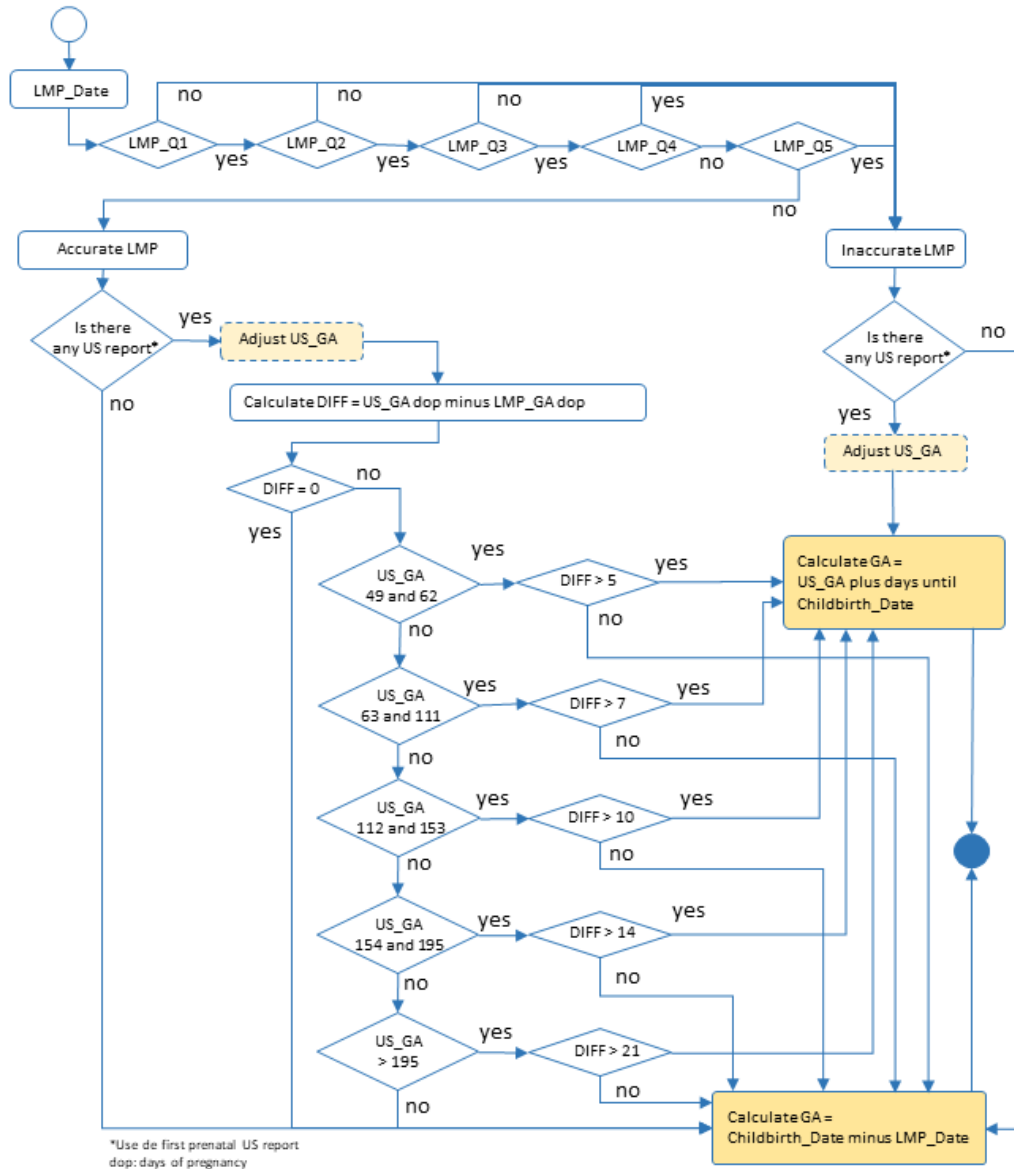 LMP_Date
no
no
no
yes
LMP_Q1
LMP_Q2
LMP_Q3
LMP_Q4
LMP_Q5
yes
yes
yes
no
yes
no
Accurate LMP
Inaccurate LMP
Is there
any US report*
yes
Adjust US_GA
Is there
any US report*
no
no
Calculate DIFF = US_GA dop minus LMP_GA dop
yes
Adjust US_GA
DIFF = 0
no
yes
US_GA
49 and 62
yes
DIFF > 5
yes
Calculate GA =
US_GA plus days until
Childbirth_Date
no
no
US_GA
63 and 111
yes
DIFF > 7
yes
no
no
US_GA
112 and 153
yes
DIFF > 10
yes
no
no
US_GA
154 and 195
yes
DIFF > 14
yes
no
no
US_GA
> 195
yes
DIFF > 21
no
no
Calculate GA =
Childbirth_Date minus LMP_Date
*Use de first prenatal US report
dop: days of pregnancy